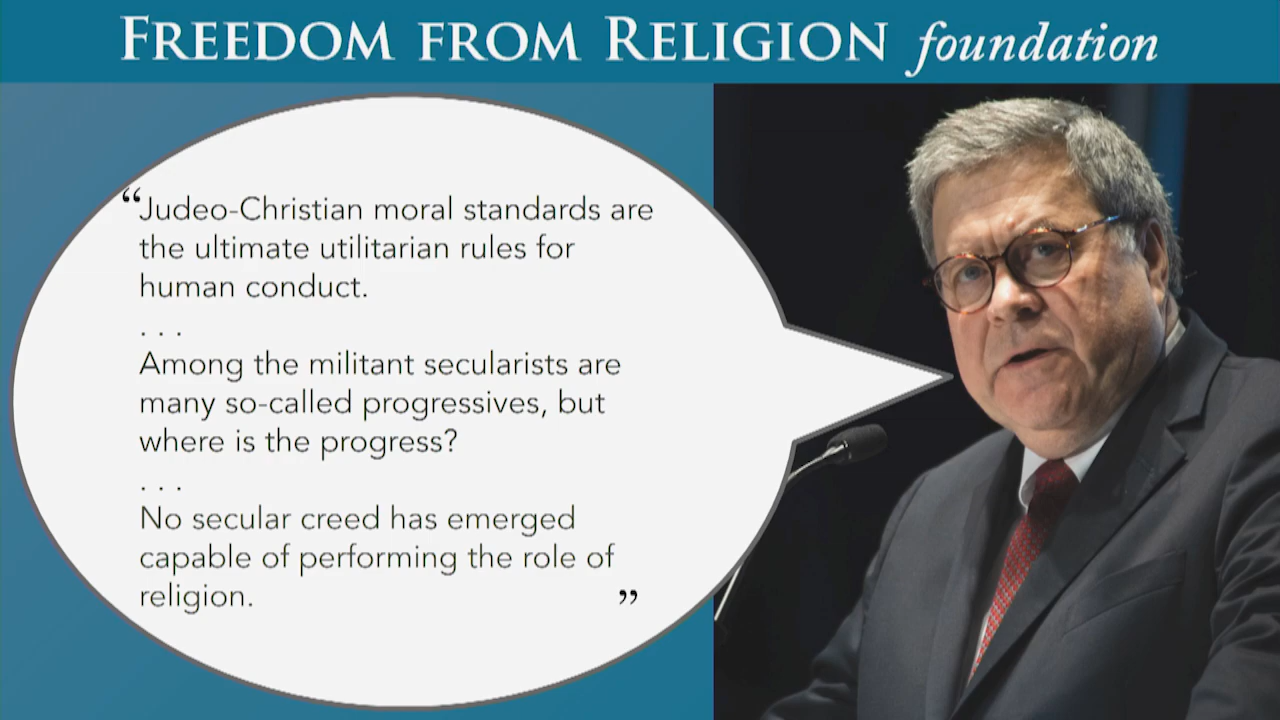 FREEDOM FROM RELIGION foundation
“Judeo-Christian moral standards are
the ultimate utilitarian rules for
human conduct.
. . .
Among the militant secularists are
many so-called progressives, but
where is the progress?
. . .
No secular creed has emerged
capable of performing the role of
religion. ”